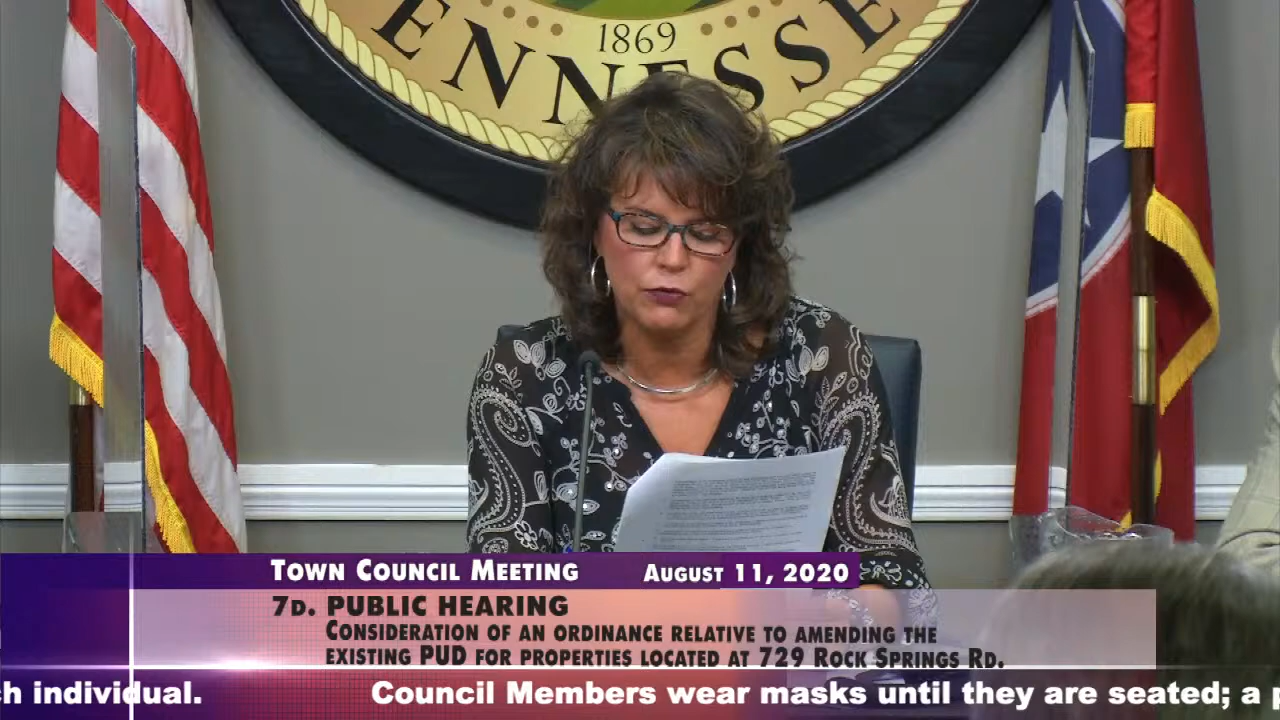 ENNESSE
1869
TOWN COUNCIL MEETING AUGUST 11, 2020
7D. PUBLIC HEARING
CONSIDERATION OF AN ORDINANCE RELATIVE TO AMENDING THE
EXISTING PUD FOR PROPERTIES LOCATED AT 729 ROCK SPRINGS RD.
h individual. Council Members wear masks until they are seated; a p